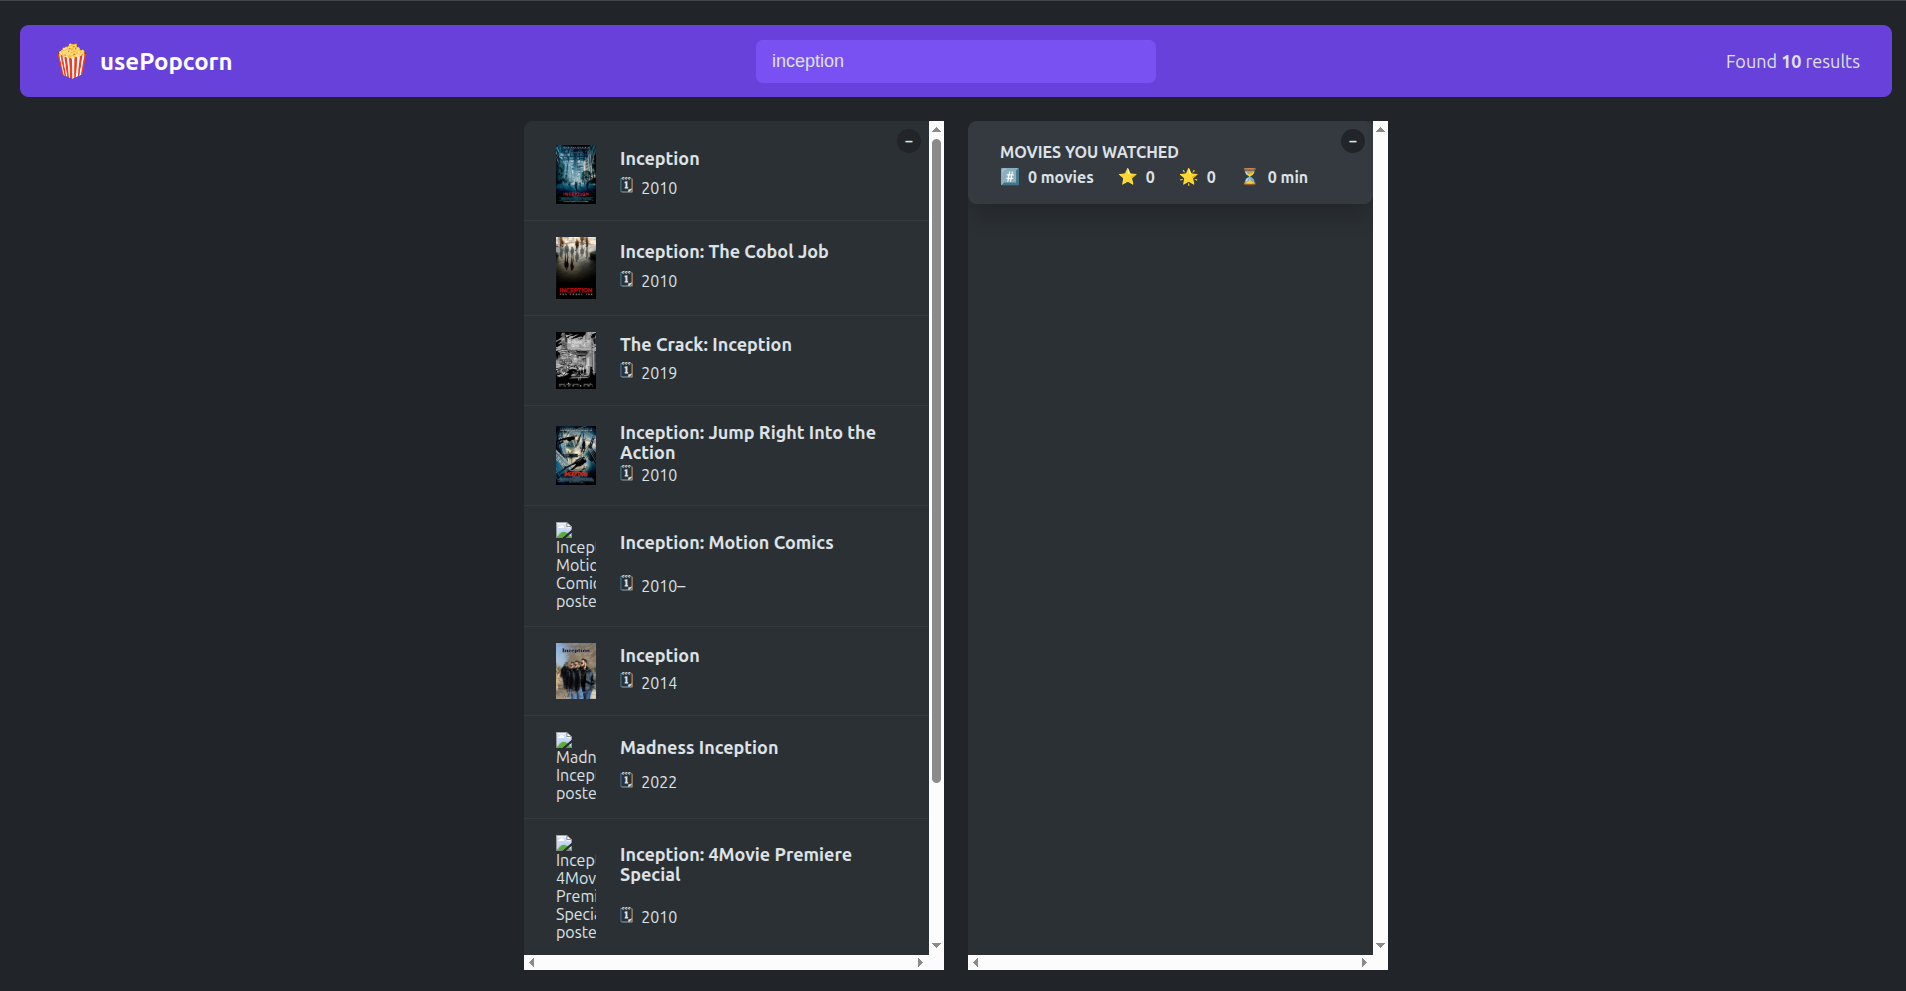 usePopcorn
inception
Found 10 results
Inception
2010
Inception: The Cobol Job
2010
INCEPTION
The Crack: Inception
2019
Inception: Jump Right Into the
Action
2010
Incep
Motic
Comic
poste
Inception: Motion Comics
2010–
Inception
Inception
2014
Madn
Incep
poste
Madness Inception
2022
Incep
4Mov
Premi
Speci
poste
Inception: 4Movie Premiere
Special
2010
MOVIES YOU WATCHED
#️⃣ 0 movies ⭐ 0 🌟 0 ⏳ 0 min